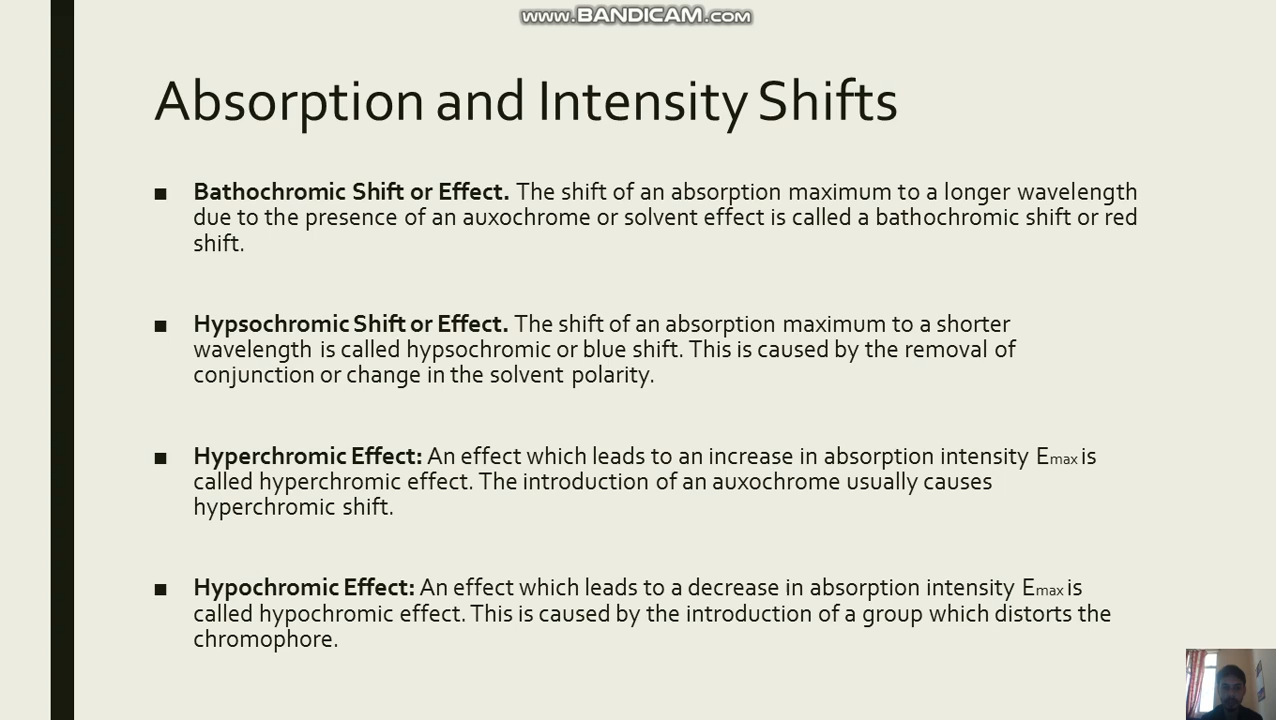 www.BANDICAM.com
Absorption and Intensity Shifts
■ Bathochromic Shift or Effect. The shift of an absorption maximum to a longer wavelength
due to the presence of an auxochrome or solvent effect is called a bathochromic shift or red
shift.
■ Hypsochromic Shift or Effect. The shift of an absorption maximum to a shorter
wavelength is called hypsochromic or blue shift. This is caused by the removal of
conjunction or change in the solvent polarity.
■ Hyperchromic Effect: An effect which leads to an increase in absorption intensity Emax is
called hyperchromic effect. The introduction of an auxochrome usually causes
hyperchromic shift.
■ Hypochromic Effect: An effect which leads to a decrease in absorption intensity Emax is
called hypochromic effect. This is caused by the introduction of a group which distorts the
chromophore.